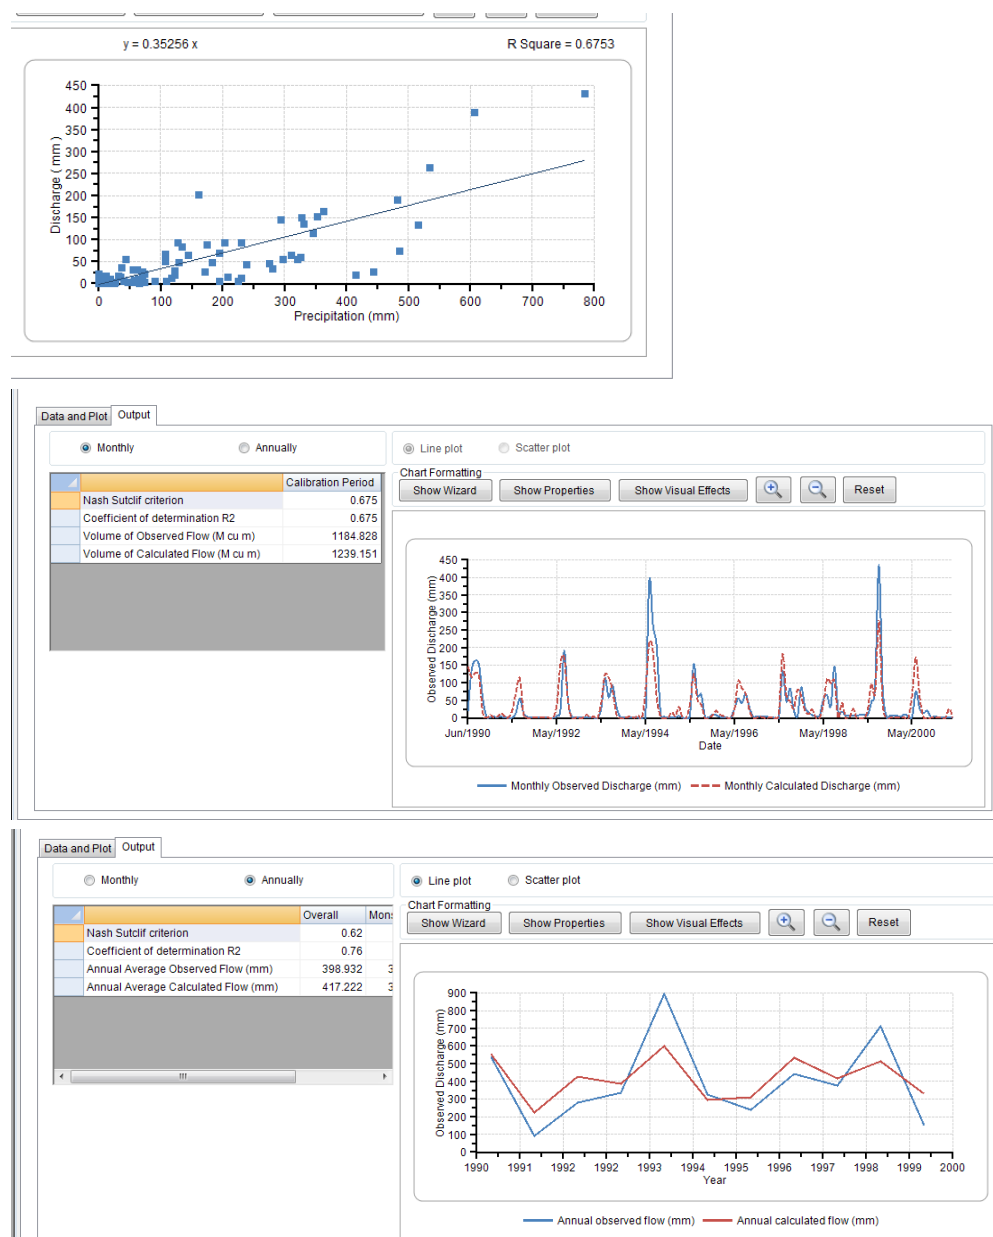 y = 0.35256 x R Square = 0.6753
450
400
350
300
250
200
150
100
50
0
Discharge ( mm )
0 100 200 300 400 500 600 700 800
Precipitation (mm)
Data and Plot Output
Monthly Annually Line plot Scatter plot
Chart Formatting
Show Wizard Show Properties Show Visual Effects Reset
Calibration Period
Nash Sutclif criterion 0.675
Coefficient of determination R2 0.675
Volume of Observed Flow (M cu m) 1184.828
Volume of Calculated Flow (M cu m) 1239.151
450
400
350
300
250
200
150
100
50
0
Observed Discharge (mm)
Jun/1990 May/1992 May/1994 May/1996 May/1998 May/2000
Date
Monthly Observed Discharge (mm) Monthly Calculated Discharge (mm)
Data and Plot Output
Monthly Annually Line plot Scatter plot
Chart Formatting
Show Wizard Show Properties Show Visual Effects Reset
Overall Mons
Nash Sutclif criterion 0.62
Coefficient of determination R2 0.76
Annual Average Observed Flow (mm) 398.932 3
Annual Average Calculated Flow (mm) 417.222 3
900
800
700
600
500
400
300
200
100
0
Observed Discharge (mm)
1990 1991 1992 1992 1993 1994 1995 1996 1997 1998 1999 2000
Year
Annual observed flow (mm) Annual calculated flow (mm)